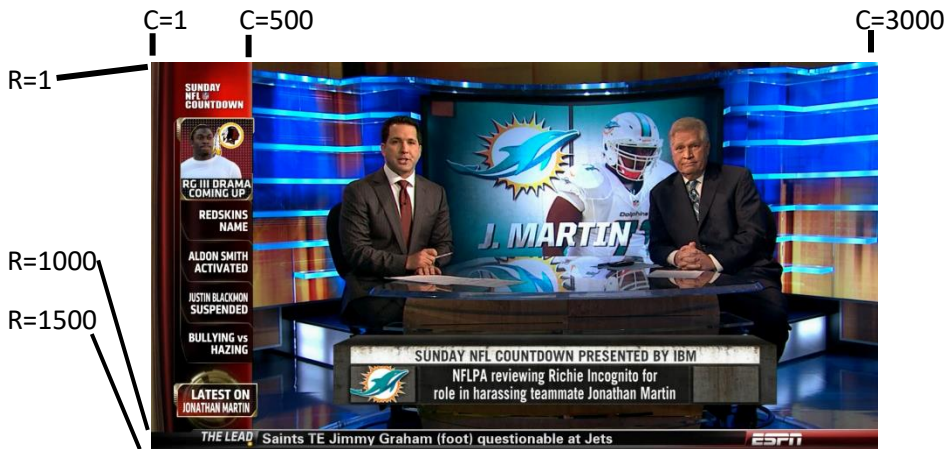 C=1
C=500
C=3000
R=1
R=1000
R=1500
SUNDAY
NFL
COUNTDOWN
RG III DRAMA
COMING UP
REDSKINS
NAME
ALDON SMITH
ACTIVATED
JUSTIN BLACKMON
SUSPENDED
BULLYING vs
HAZING
LATEST ON
JONATHAN MARTIN
Dolphins
J. MARTIN
SUNDAY NFL COUNTDOWN PRESENTED BY IBM
NFLPA reviewing Richie Incognito for
role in harassing teammate Jonathan Martin
THE LEAD
Saints TE Jimmy Graham (foot) questionable at Jets
ESPN